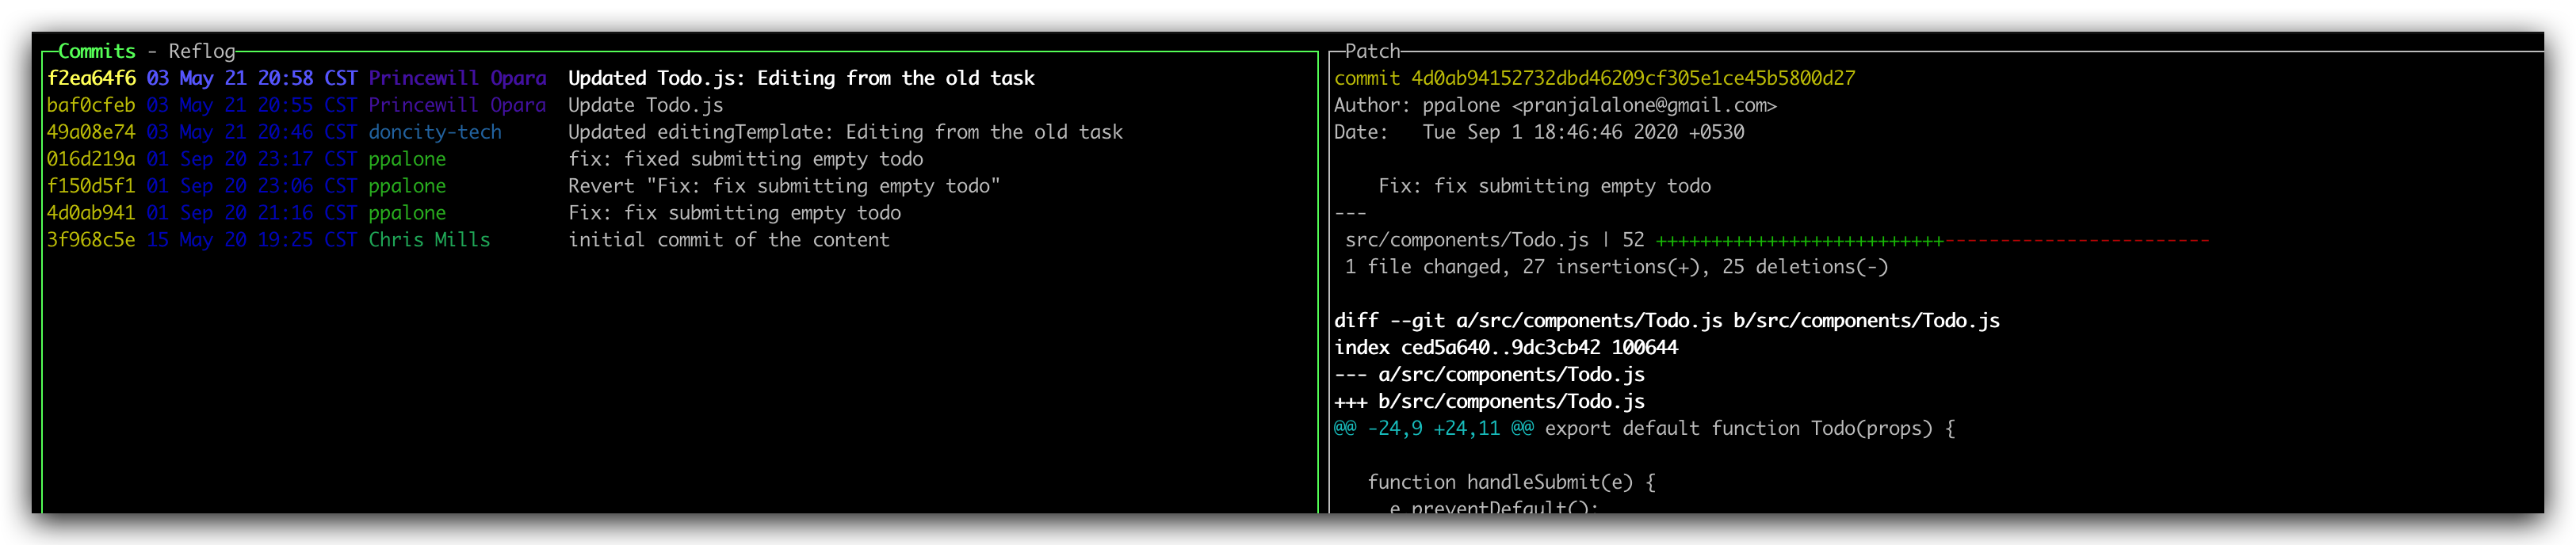 Commits - Reflog
f2ea64f6 03 May 21 20:58 CST Princewill Opara Updated Todo.js: Editing from the old task
baf0cfeb 03 May 21 20:55 CST Princewill Opara Update Todo.js
49a08e74 03 May 21 20:46 CST doncity-tech Updated editingTemplate: Editing from the old task
016d219a 01 Sep 20 23:17 CST ppalone fix: fixed submitting empty todo
f150d5f1 01 Sep 20 23:06 CST ppalone Revert "Fix: fix submitting empty todo"
4d0ab941 01 Sep 20 21:16 CST ppalone Fix: fix submitting empty todo
3f968c5e 15 May 20 19:25 CST Chris Mills initial commit of the content
Patch
commit 4d0ab94152732dbd46209cf305e1ce45b5800d27
Author: ppalone <pranjalalone@gmail.com>
Date: Tue Sep 1 18:46:46 2020 +0530
Fix: fix submitting empty todo
---
src/components/Todo.js | 52 ++++++++++++++++++++++++++------------------------
1 file changed, 27 insertions(+), 25 deletions(-)
diff --git a/src/components/Todo.js b/src/components/Todo.js
index ced5a640..9dc3cb42 100644
--- a/src/components/Todo.js
+++ b/src/components/Todo.js
@@ -24,9 +24,11 @@ export default function Todo(props) {
function handleSubmit(e) {
e.preventDefault();